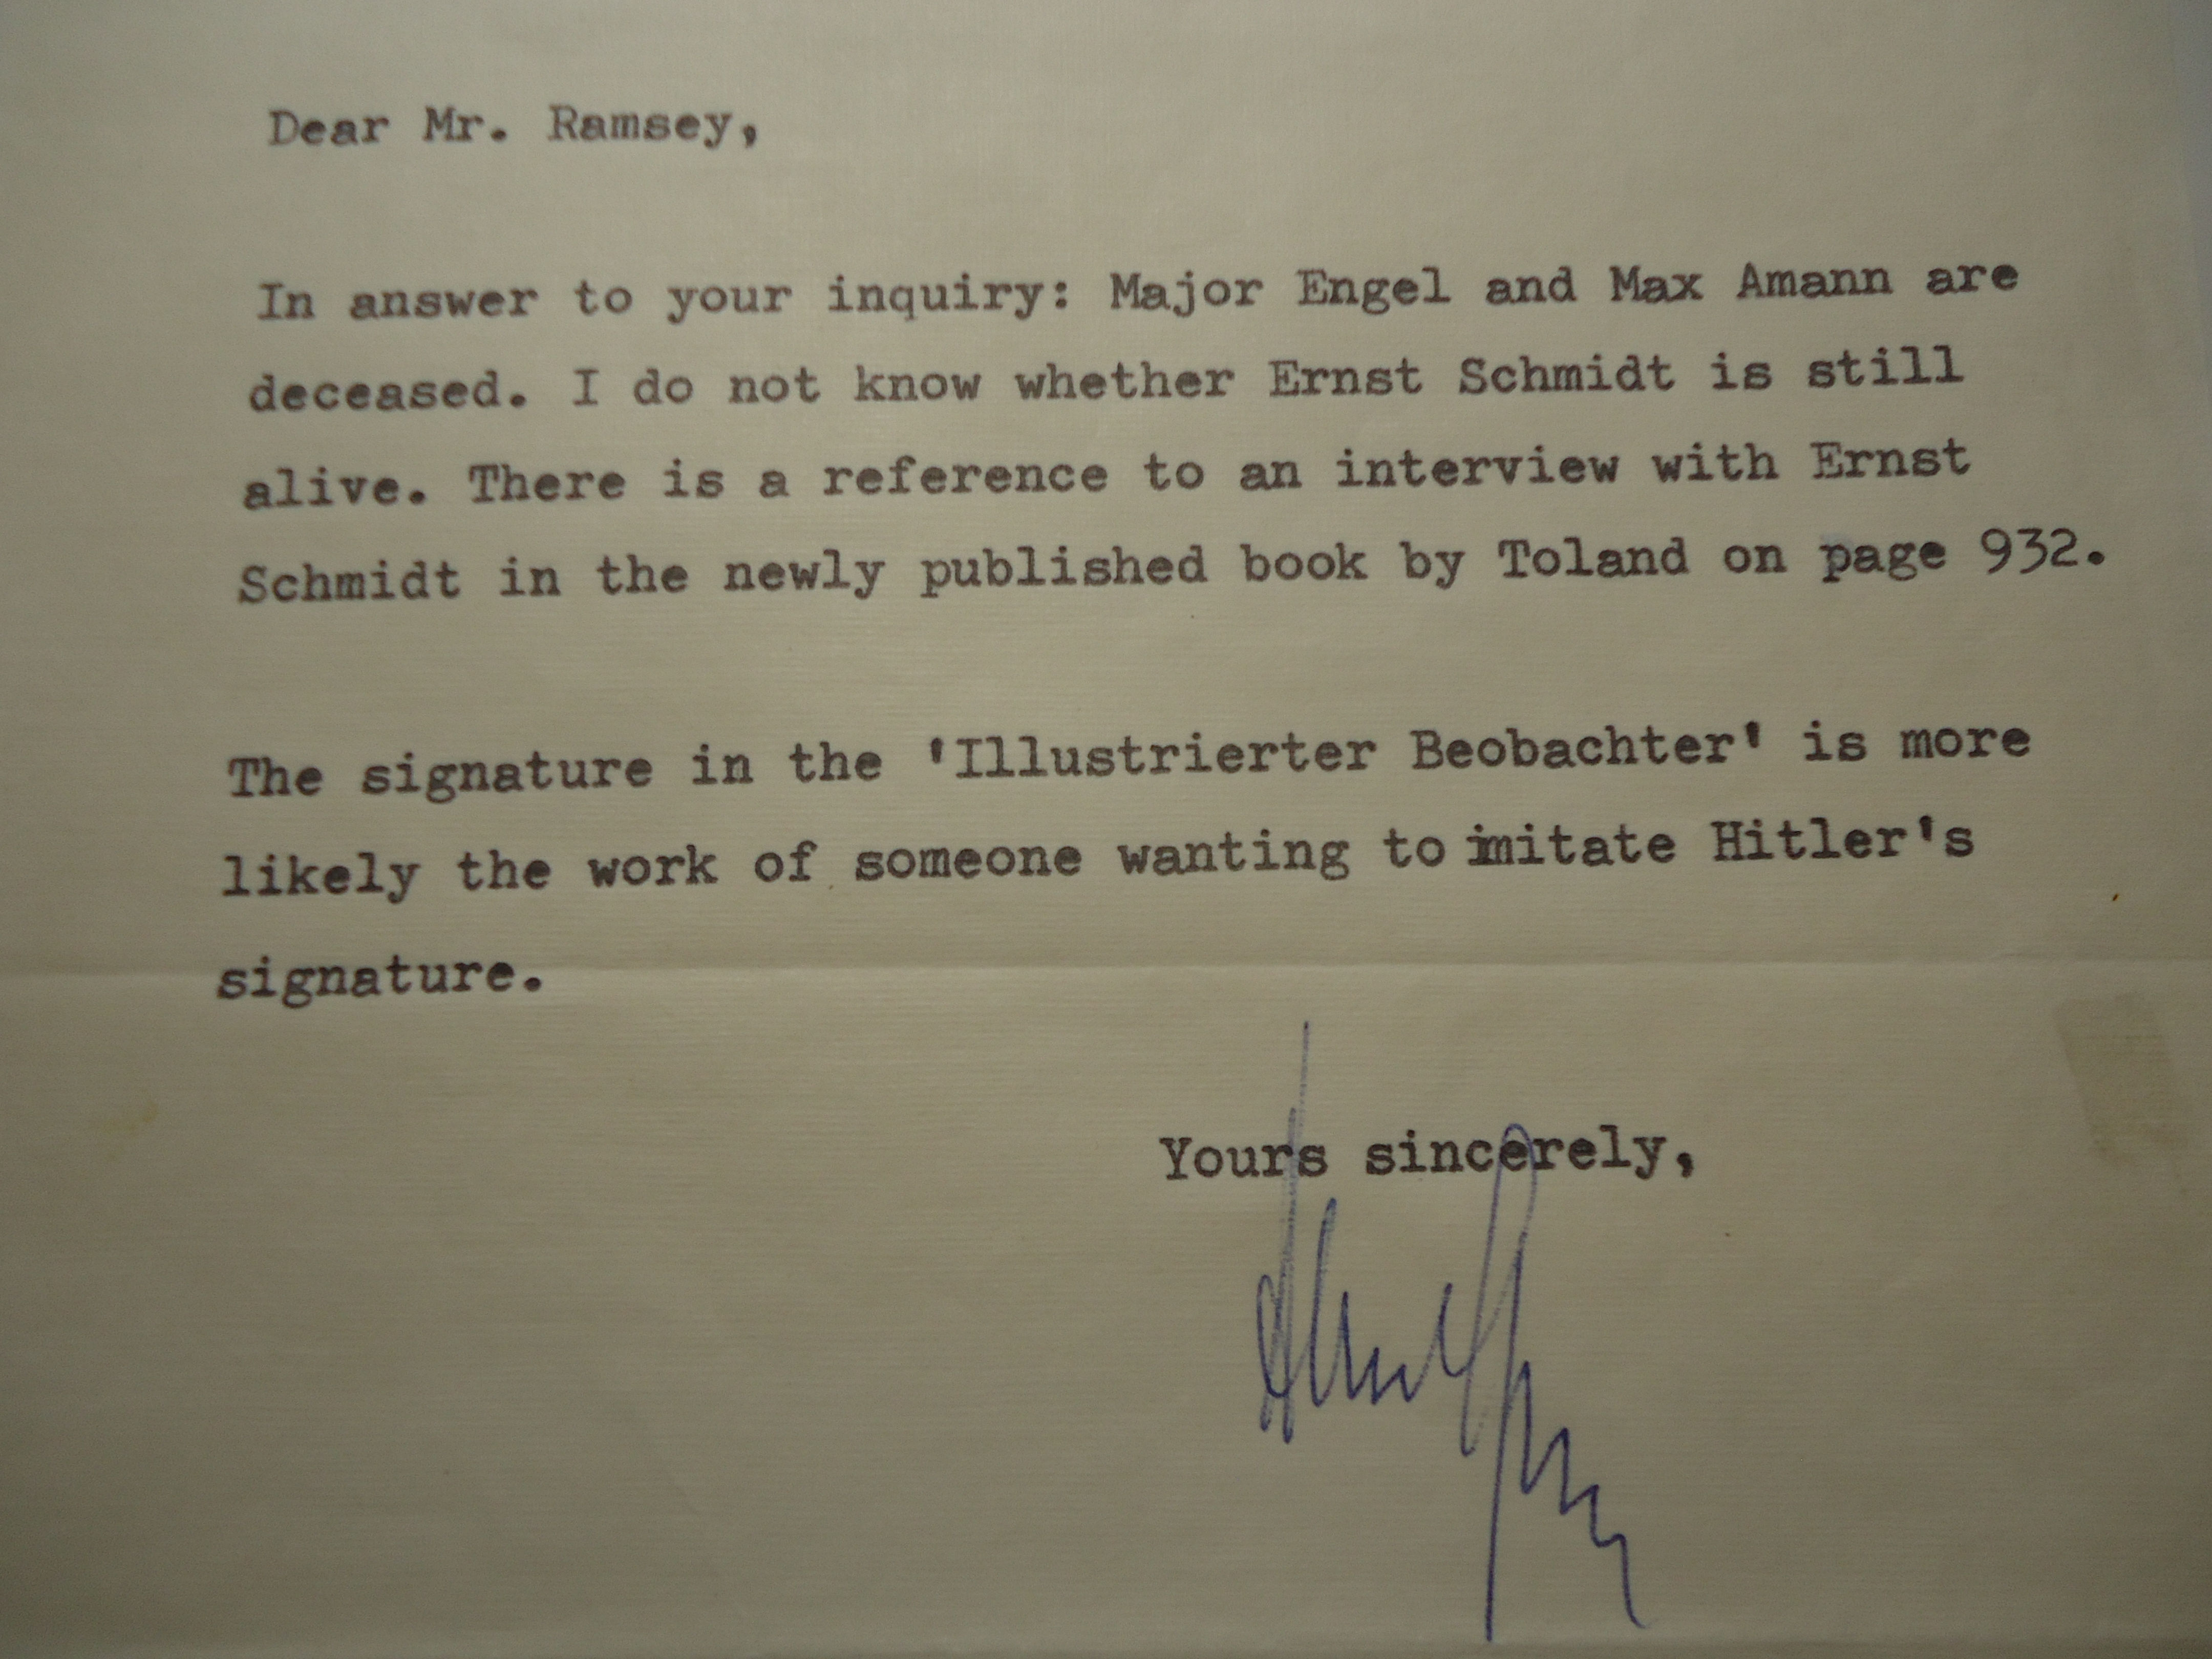 Dear Mr. Ramsey,
In answer to your inquiry: Major Engel and Max Amann are
deceased. I do not know whether Ernst Schmidt is still
alive. There is a reference to an interview with Ernst
Schmidt in the newly published book by Toland on page 932.
The signature in the 'Illustrierter Beobachter' is more
likely the work of someone wanting to imitate Hitler's
signature.
Yours sincerely,